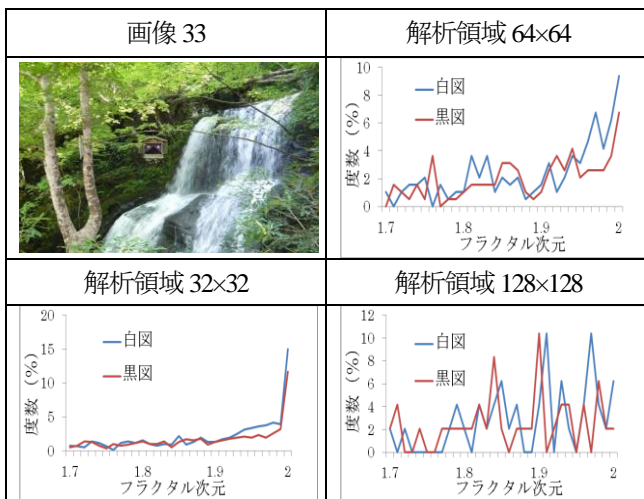 画像 33
解析領域 64×64
度数（%）
10
8
6
4
2
0
白図
黒図
1.7
1.8
1.9
2
フラクタル次元
解析領域 32×32
解析領域 128×128
度数（%）
20
15
10
5
0
白図
黒図
1.7
1.8
1.9
2
フラクタル次元
度数（%）
12
10
8
6
4
2
0
白図
黒図
1.7
1.8
1.9
2
フラクタル次元